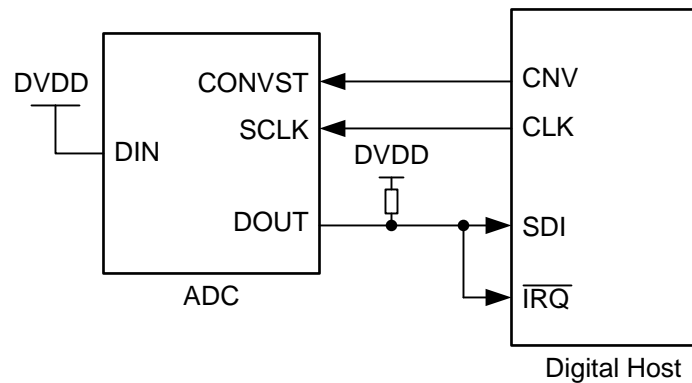 DVDD
DIN
CONVST
SCLK
DVDD
DOUT
ADC
CNV
CLK
SDI
IRQ
Digital Host